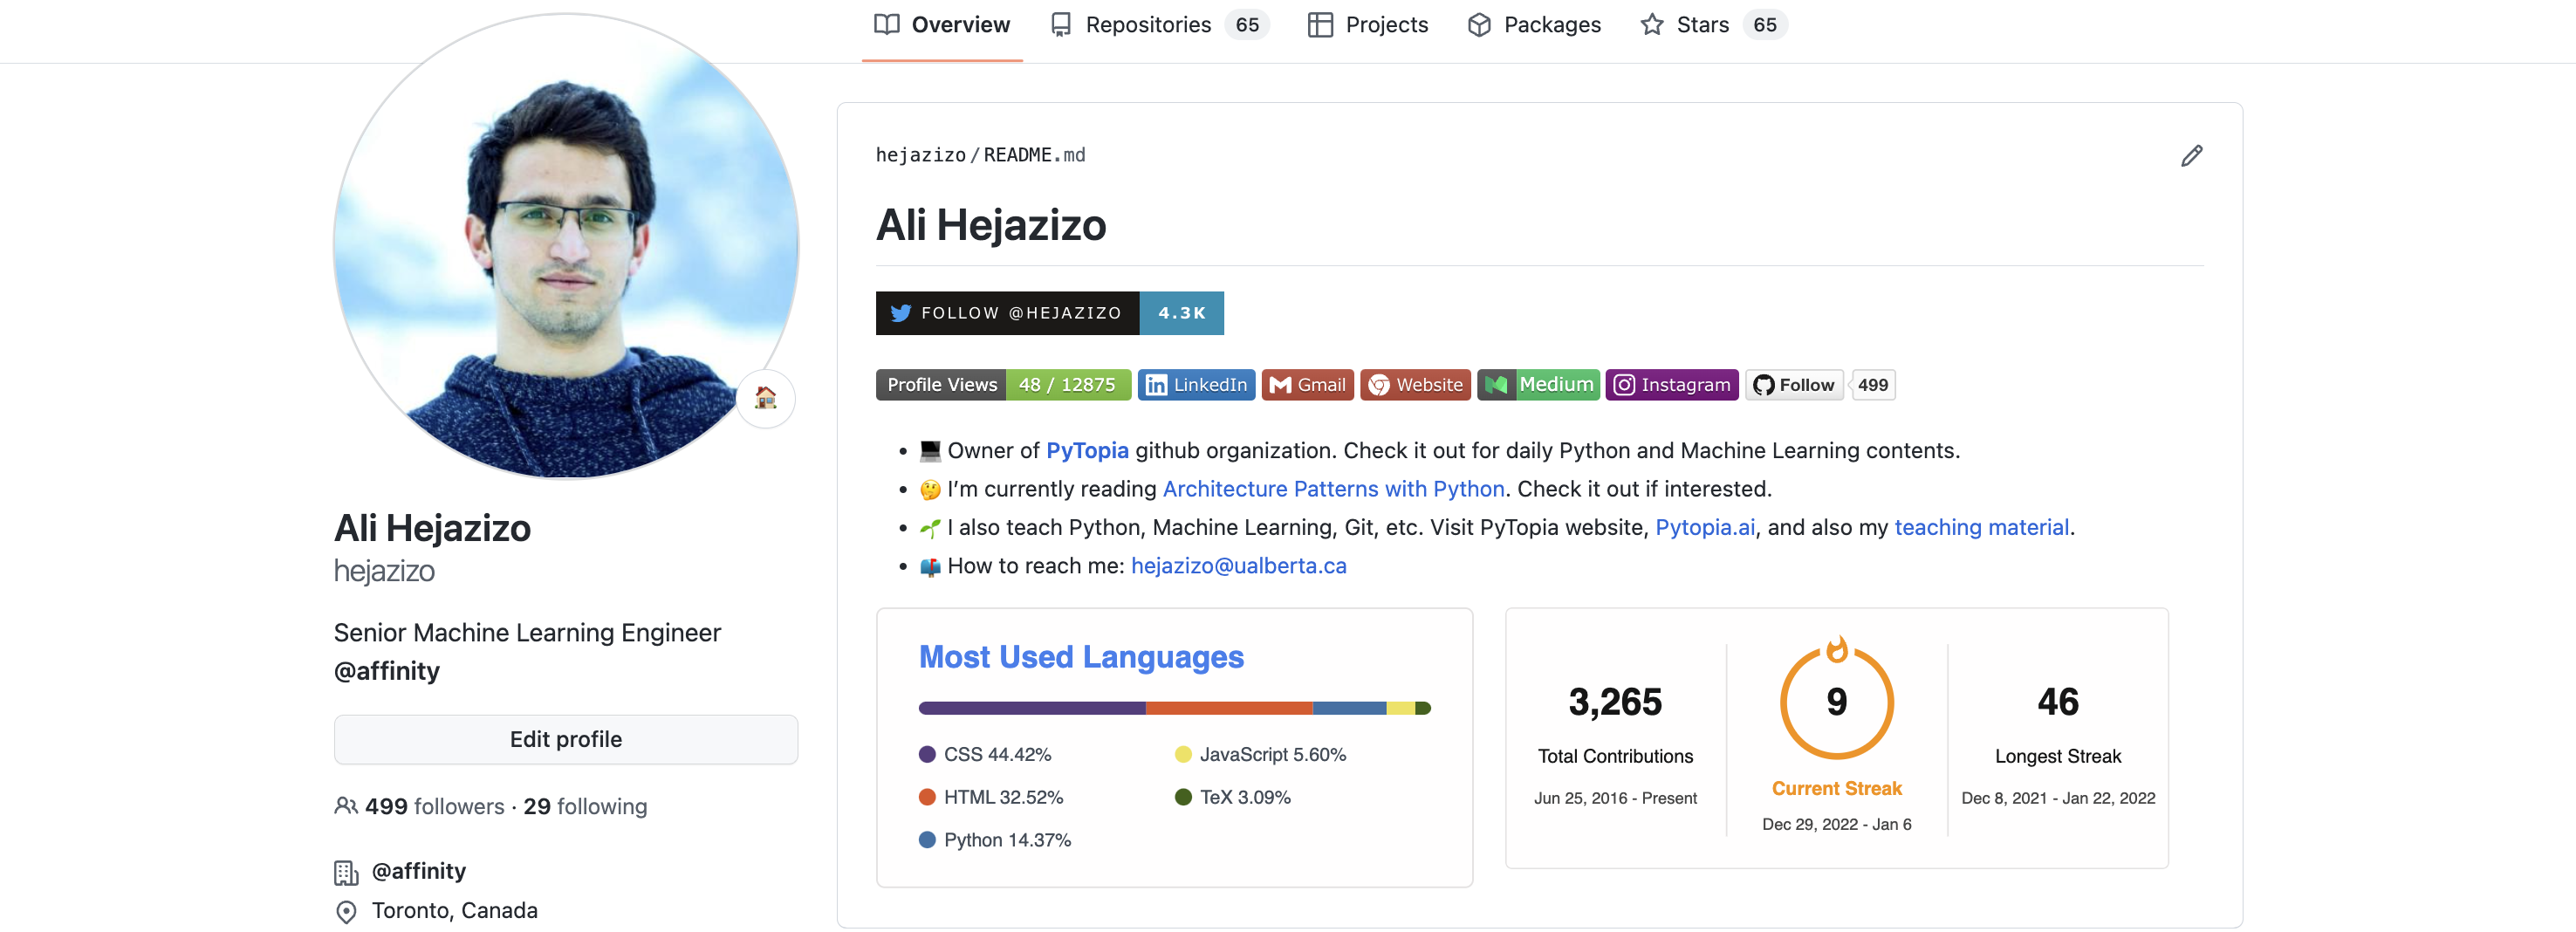 Overview Repositories 65 Projects Packages Stars 65
hejazizo/README.md
Ali Hejazizo
FOLLOW @HEJAZIZO 4.3K
Profile Views 48 / 12875 LinkedIn Gmail Website Medium Instagram Follow 499
Owner of PyTopia github organization. Check it out for daily Python and Machine Learning contents.
I’m currently reading Architecture Patterns with Python. Check it out if interested.
I also teach Python, Machine Learning, Git, etc. Visit PyTopia website, Pytopia.ai, and also my teaching material.
How to reach me: hejazizo@ualberta.ca
Ali Hejazizo
hejazizo
Senior Machine Learning Engineer
@affinity
Edit profile
499 followers · 29 following
@affinity
Toronto, Canada
Most Used Languages
CSS 44.42%
HTML 32.52%
Python 14.37%
JavaScript 5.60%
TeX 3.09%
3,265
Total Contributions
Jun 25, 2016 - Present
9
Current Streak
Dec 29, 2022 - Jan 6
46
Longest Streak
Dec 8, 2021 - Jan 22, 2022